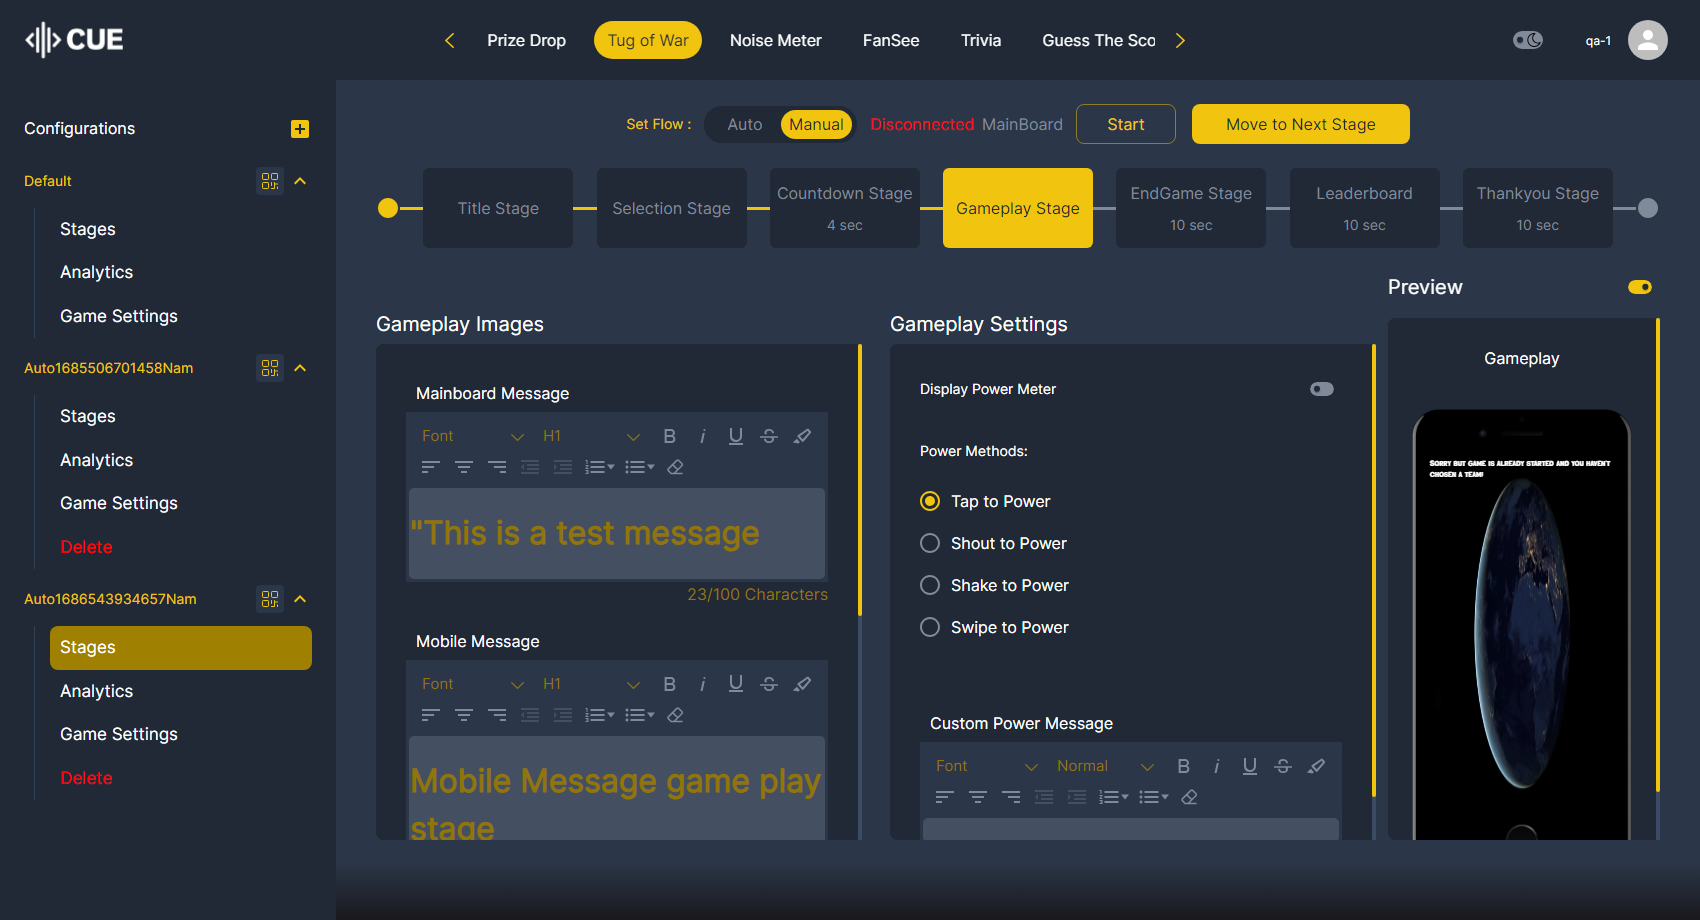 CUE
Prize Drop
Tug of War
Noise Meter
FanSee
Trivia
Guess The Sco
qa-1
Configurations
Default
Stages
Analytics
Game Settings
Auto1685506701458Nam
Stages
Analytics
Game Settings
Delete
Auto1686543934657Nam
Stages
Analytics
Game Settings
Delete
Set Flow :
Auto
Manual
Disconnected MainBoard
Start
Move to Next Stage
Title Stage
Selection Stage
Countdown Stage
4 sec
Gameplay Stage
EndGame Stage
10 sec
Leaderboard
10 sec
Thankyou Stage
10 sec
Gameplay Images
Mainboard Message
Font
H1
B i U S
"This is a test message
23/100 Characters
Mobile Message
Font
H1
B i U S
Mobile Message game play
stage
Gameplay Settings
Display Power Meter
Power Methods:
Tap to Power
Shout to Power
Shake to Power
Swipe to Power
Custom Power Message
Font
Normal
B i U S
Preview
Gameplay
Sorry but game is already started and you haven't
chosen a team!